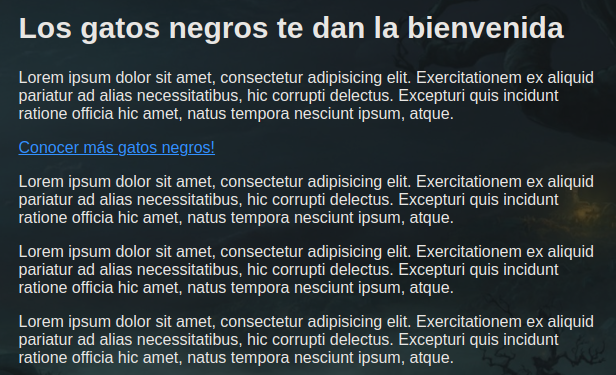 Los gatos negros te dan la bienvenida
Lorem ipsum dolor sit amet, consectetur adipisicing elit. Exercitationem ex aliquid
pariatur ad alias necessitatibus, hic corrupti delectus. Excepturi quis incidunt
ratione officia hic amet, natus tempora nesciunt ipsum, atque.
Conocer más gatos negros!
Lorem ipsum dolor sit amet, consectetur adipisicing elit. Exercitationem ex aliquid
pariatur ad alias necessitatibus, hic corrupti delectus. Excepturi quis incidunt
ratione officia hic amet, natus tempora nesciunt ipsum, atque.
Lorem ipsum dolor sit amet, consectetur adipisicing elit. Exercitationem ex aliquid
pariatur ad alias necessitatibus, hic corrupti delectus. Excepturi quis incidunt
ratione officia hic amet, natus tempora nesciunt ipsum, atque.
Lorem ipsum dolor sit amet, consectetur adipisicing elit. Exercitationem ex aliquid
pariatur ad alias necessitatibus, hic corrupti delectus. Excepturi quis incidunt
ratione officia hic amet, natus tempora nesciunt ipsum, atque.